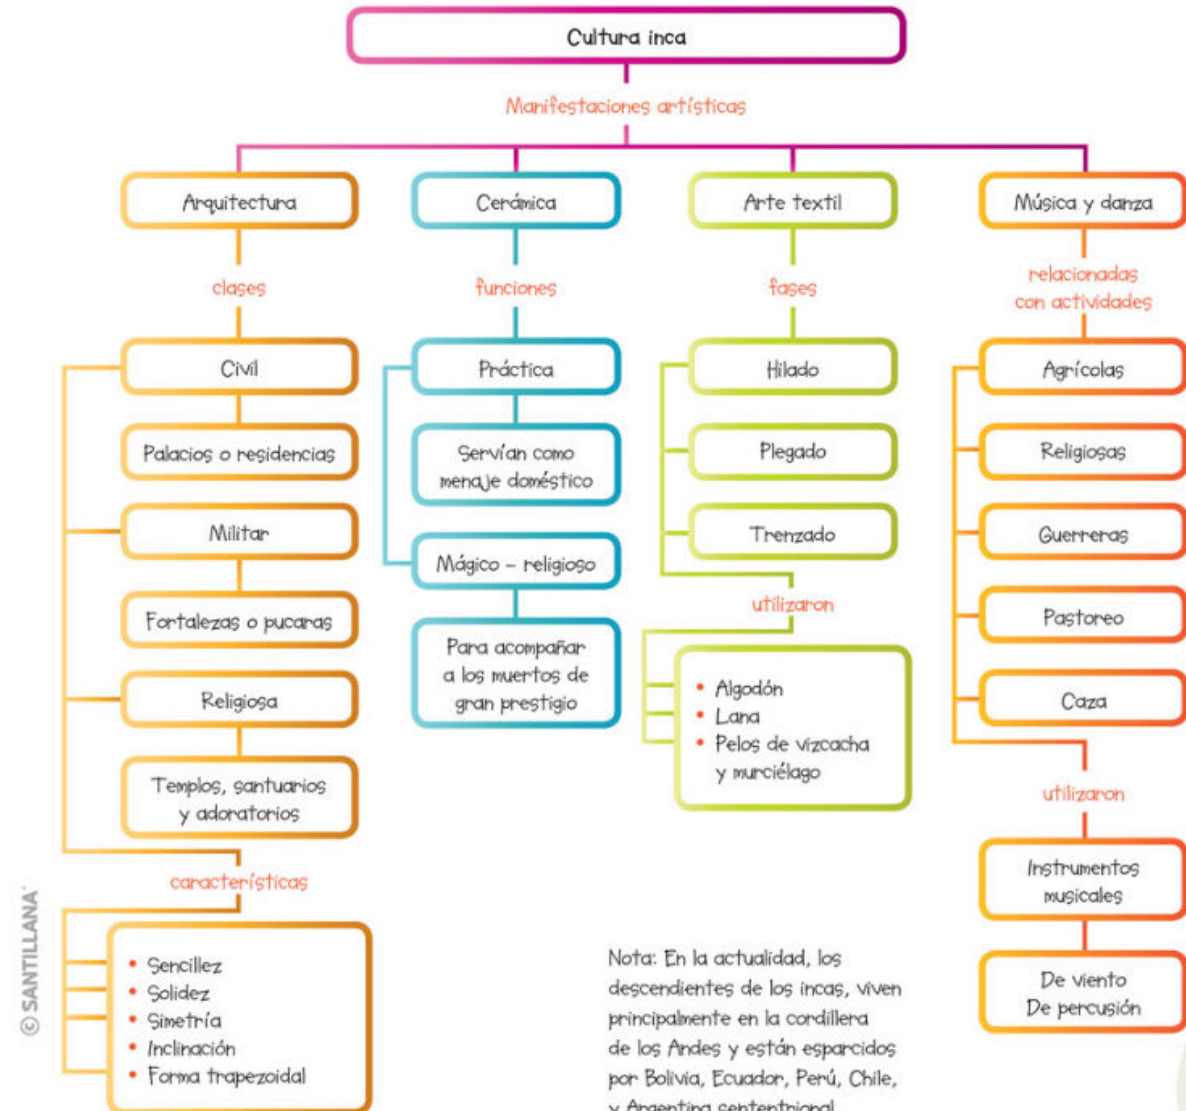 Cultura inca
Manifestaciones artísticas
Arquitectura
clases
Civil
Palacios o residencias
Militar
Fortalezas o pucaras
Religiosa
Templos, santuarios
y adoratorios
características
• Sencillez
• Solidez
• Simetría
• Inclinación
• Forma trapezoidal
Cerámica
funciones
Práctica
Servían como
menaje doméstico
Mágico – religioso
Para acompañar
a los muertos de
gran prestigio
Arte textil
fases
Hilado
Plegado
Trenzado
utilizaron
• Algodón
• Lana
• Pelos de vizcacha
y murciélago
Música y danza
relacionadas
con actividades
Agrícolas
Religiosas
Guerreras
Pastoreo
Caza
utilizaron
Instrumentos
musicales
De viento
De percusión
Nota: En la actualidad, los
descendientes de los incas, viven
principalmente en la cordillera
de los Andes y están esparcidos
por Bolivia, Ecuador, Perú, Chile,
y Argentina
© SANTILLANA